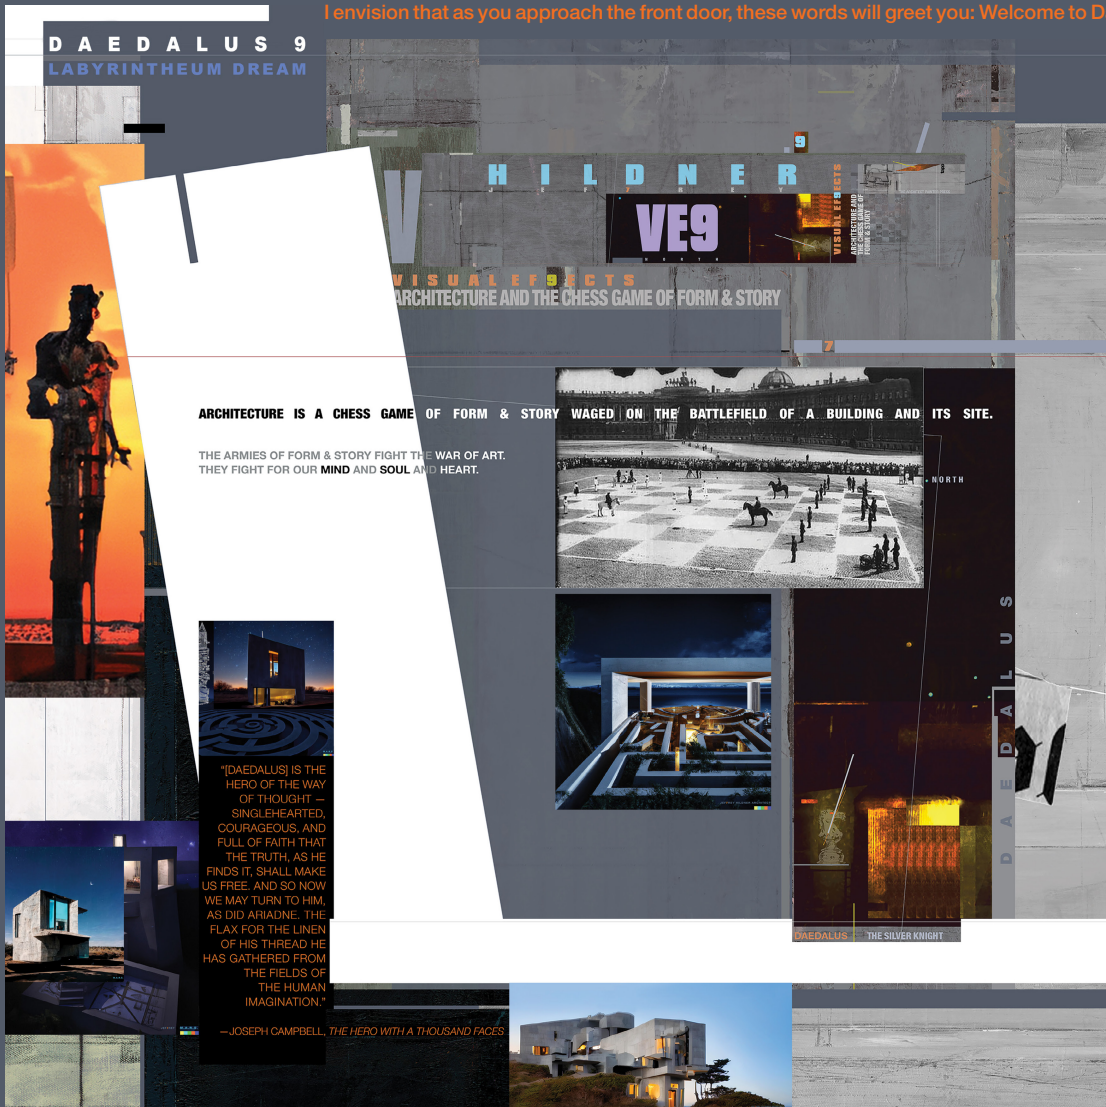 I envision that as you approach the front door, these words will greet you: Welcome to D
DAEDALUS 9
LABYRINTHEUM DREAM
9
HILDNER
JEF7REY
V
VE9
VISUAL EF9ECTS
ARCHITECTURE AND
THE CHESS GAME OF
FORM & STORY
VISUAL EF9ECTS
ARCHITECTURE AND THE CHESS GAME OF FORM & STORY
7
ARCHITECTURE IS A CHESS GAME OF FORM & STORY WAGED ON THE BATTLEFIELD OF A BUILDING AND ITS SITE.
THE ARMIES OF FORM & STORY FIGHT THE WAR OF ART.
THEY FIGHT FOR OUR MIND AND SOUL AND HEART.
NORTH
DAEDALUS
"[DAEDALUS] IS THE
HERO OF THE WAY
OF THOUGHT —
SINGLEHEARTED,
COURAGEOUS, AND
FULL OF FAITH THAT
THE TRUTH, AS HE
FINDS IT, SHALL MAKE
US FREE. AND SO NOW
WE MAY TURN TO HIM,
AS DID ARIADNE. THE
FLAX FOR THE LINEN
OF HIS THREAD HE
HAS GATHERED FROM
THE FIELDS OF
THE HUMAN
IMAGINATION."
—JOSEPH CAMPBELL, THE HERO WITH A THOUSAND FACES
DAEDALUS THE SILVER KNIGHT